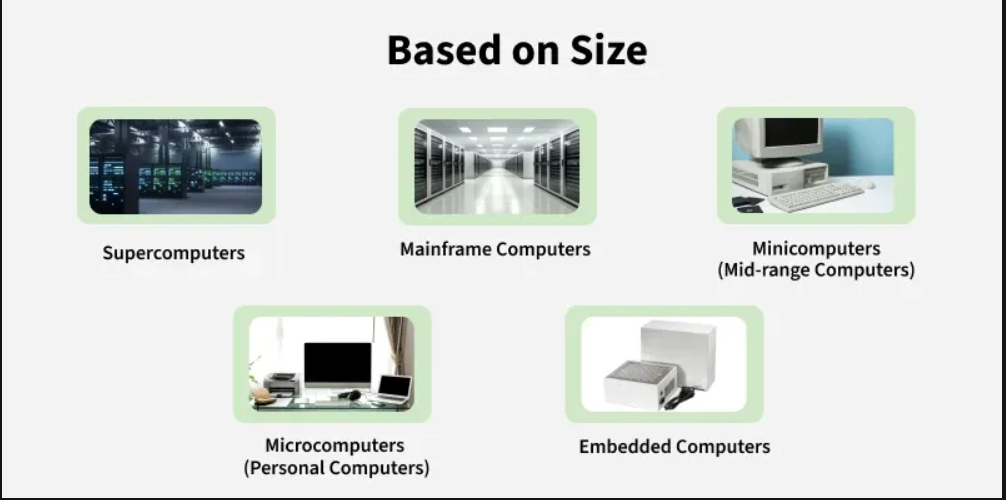 Based on Size
Supercomputers
Mainframe Computers
Minicomputers
(Mid-range Computers)
Microcomputers
(Personal Computers)
Embedded Computers